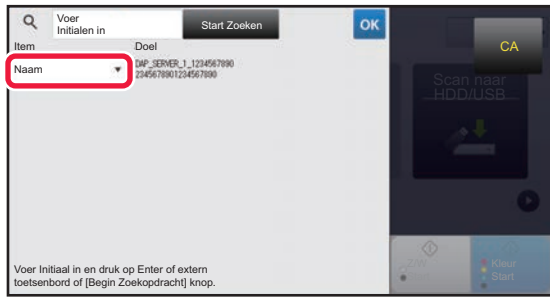 Voer
Initialen in
Start Zoeken
OK
CA
Item
Doel
Naam
DAP_SERVER_1_1234567890
2345678901234567890
Scan naar
HDD/USB
Voer Initiaal in en druk op Enter of extern
toetsenbord of [Begin Zoekopdracht] knop.
Z/W
Start
Kleur
Start